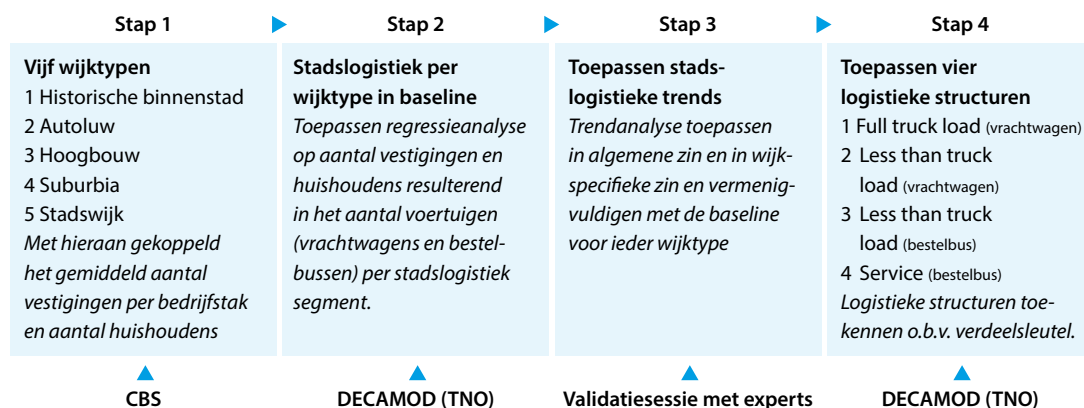 Stap 1
Vijf wijktypen
1 Historische binnenstad
2 Autoluw
3 Hoogbouw
4 Suburbia
5 Stadswijk
Met hieraan gekoppeld
het gemiddeld aantal
vestigingen per bedrijfstak
en aantal huishoudens
CBS
Stap 2
Stadslogistiek per
wijktype in baseline
Toepassen regressieanalyse
op aantal vestigingen en
huishoudens resulterend
in het aantal voertuigen
(vrachtwagens en bestel-
bussen) per stadslogistiek
segment.
DECAMOD (TNO)
Stap 3
Toepassen stads-
logistieke trends
Trendanalyse toepassen
in algemene zin en in wijk-
specifieke zin en vermenig-
vuldigen met de baseline
voor ieder wijktype
Validatiesessie met experts
Stap 4
Toepassen vier
logistieke structuren
1 Full truck load (vrachtwagen)
2 Less than truck
load (vrachtwagen)
3 Less than truck
load (bestelbus)
4 Service (bestelbus)
Logistieke structuren toe-
kennen o.b.v. verdeelsleutel.
DECAMOD (TNO)